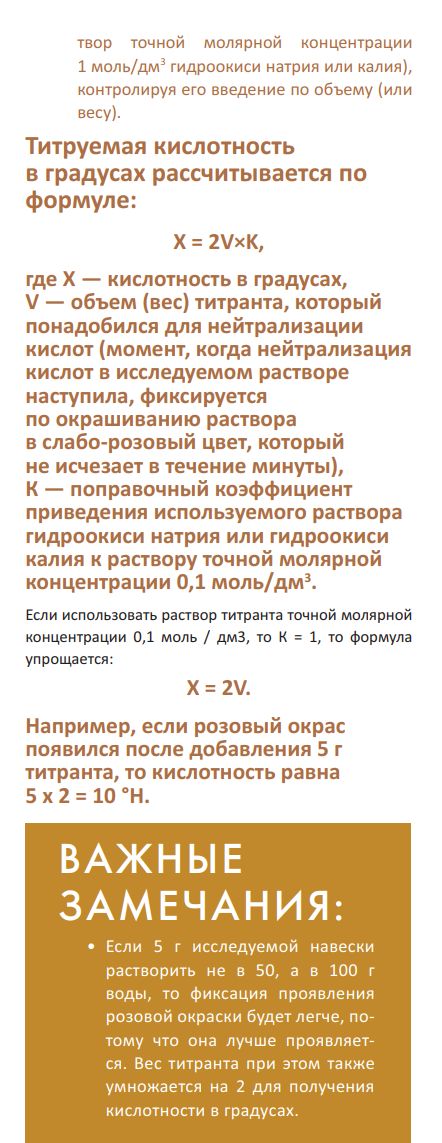 твор точной молярной концентрации
1 моль/дм³ гидроокиси натрия или калия),
контролируя его введение по объему (или
весу).
Титруемая кислотность
в градусах рассчитывается по
формуле:
X = 2V×K,
где X — кислотность в градусах,
V — объем (вес) титранта, который
понадобился для нейтрализации
кислот (момент, когда нейтрализация
кислот в исследуемом растворе
наступила, фиксируется
по окрашиванию раствора
в слабо-розовый цвет, который
не исчезает в течение минуты),
К — поправочный коэффициент
приведения используемого раствора
гидроокиси натрия или гидроокиси
калия к раствору точной молярной
концентрации 0,1 моль/дм³.
Если использовать раствор титранта точной молярной
концентрации 0,1 моль / дм3, то К = 1, то формула
упрощается:
X = 2V.
Например, если розовый окрас
появился после добавления 5 г
титранта, то кислотность равна
5 x 2 = 10 °Н.
ВАЖНЫЕ
ЗАМЕЧАНИЯ:
• Если 5 г исследуемой навески
растворить не в 50, а в 100 г
воды, то фиксация проявления
розовой окраски будет легче, по-
тому что она лучше проявляет-
ся. Вес титранта при этом также
умножается на 2 для получения
кислотности в градусах.